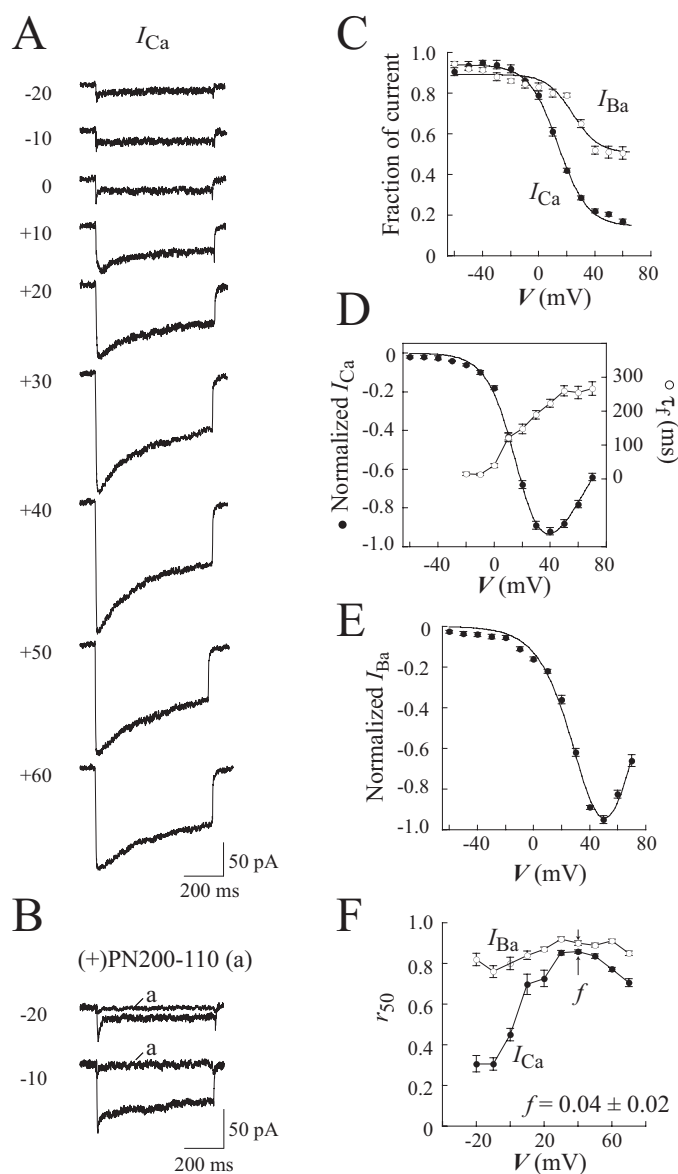 A
I_Ca
-20
-10
0
+10
+20
+30
+40
+50
+60
50 pA
200 ms
B
(+)PN200-110 (a)
-20
a
-10
a
50 pA
200 ms
C
Fraction of current
1.0
0.8
0.6
0.4
0.2
0
I_Ba
I_Ca
-40 0 40 80
V (mV)
D
● Normalized I_Ca
0
-0.2
-0.4
-0.6
-0.8
-1.0
300
200
100
0
○ τ_f (ms)
-40 0 40 80
V (mV)
E
Normalized I_Ba
0
-0.2
-0.4
-0.6
-0.8
-1.0
-40 0 40 80
V (mV)
F
r_50
1.0
0.8
0.6
0.4
0.2
0
I_Ba
f
I_Ca
f = 0.04 ± 0.02
-20 20 60
V (mV)